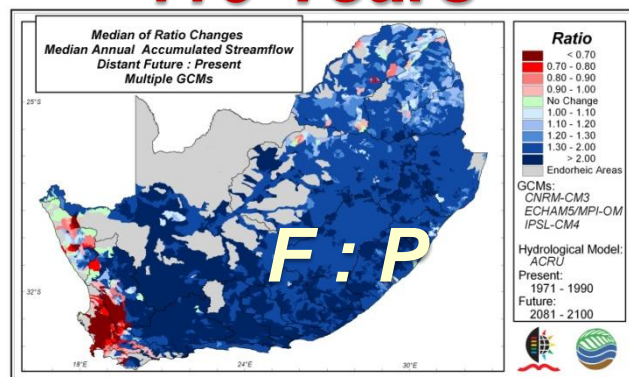 Median of Ratio Changes
Median Annual Accumulated Streamflow
Distant Future : Present
Multiple GCMs
Ratio
< 0.70
0.70 - 0.80
0.80 - 0.90
0.90 - 1.00
No Change
1.00 - 1.10
1.10 - 1.20
1.20 - 1.30
1.30 - 2.00
> 2.00
Endorheic Areas
GCMs:
CNRM-CM3
ECHAM5/MPI-OM
IPSL-CM4
Hydrological Model:
ACRU
Present:
1971 - 1990
Future:
2081 - 2100
25°S
F : P
32°S
18°E
24°E
30°E